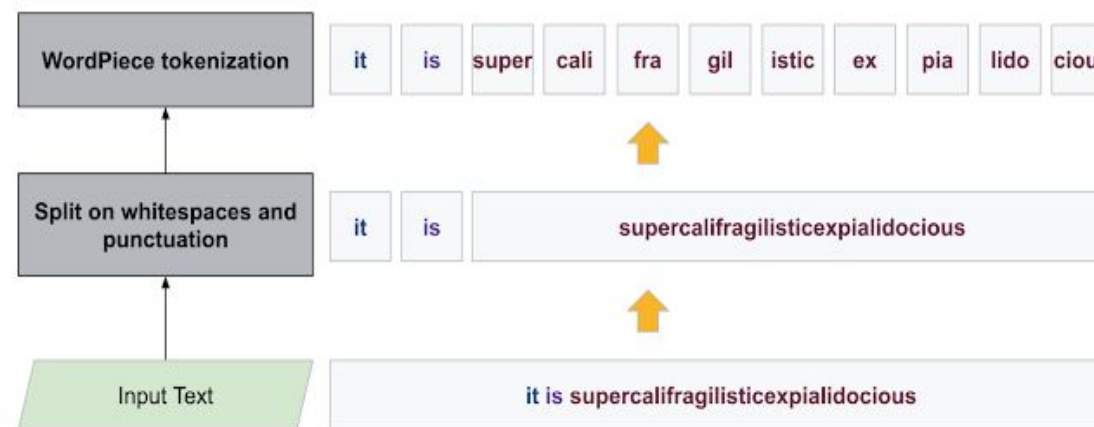 WordPiece tokenization
it is super cali fra gil istic ex pia lido ciou
Split on whitespaces and
punctuation
it is supercalifragilisticexpialidocious
Input Text
it is supercalifragilisticexpialidocious